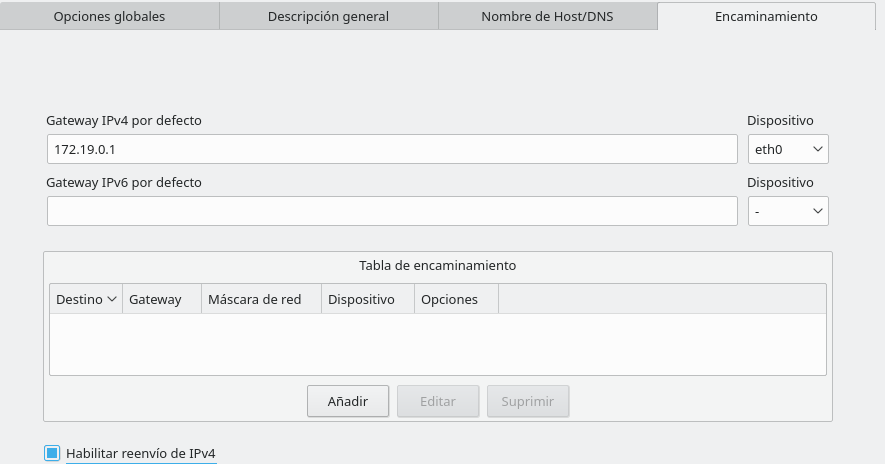 Opciones globales Descripción general Nombre de Host/DNS Encaminamiento
Gateway IPv4 por defecto Dispositivo
172.19.0.1 eth0
Gateway IPv6 por defecto Dispositivo
-
Tabla de encaminamiento
Destino Gateway Máscara de red Dispositivo Opciones
Añadir Editar Suprimir
Habilitar reenvío de IPv4